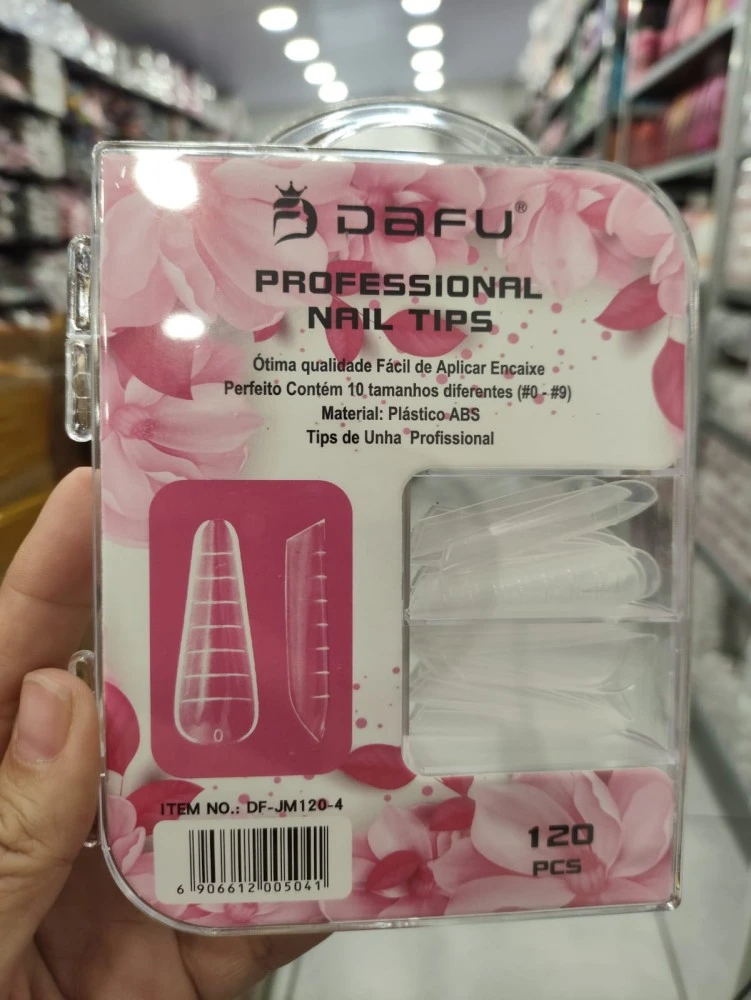 DAFU®
PROFESSIONAL
NAIL TIPS
Ótima qualidade Fácil de Aplicar Encaixe
Perfeito Contém 10 tamanhos diferentes (#0 - #9)
Material: Plástico ABS
Tips de Unha Profissional
0
ITEM NO.: DF-JM120-4
6 906612 005041
120
PCS